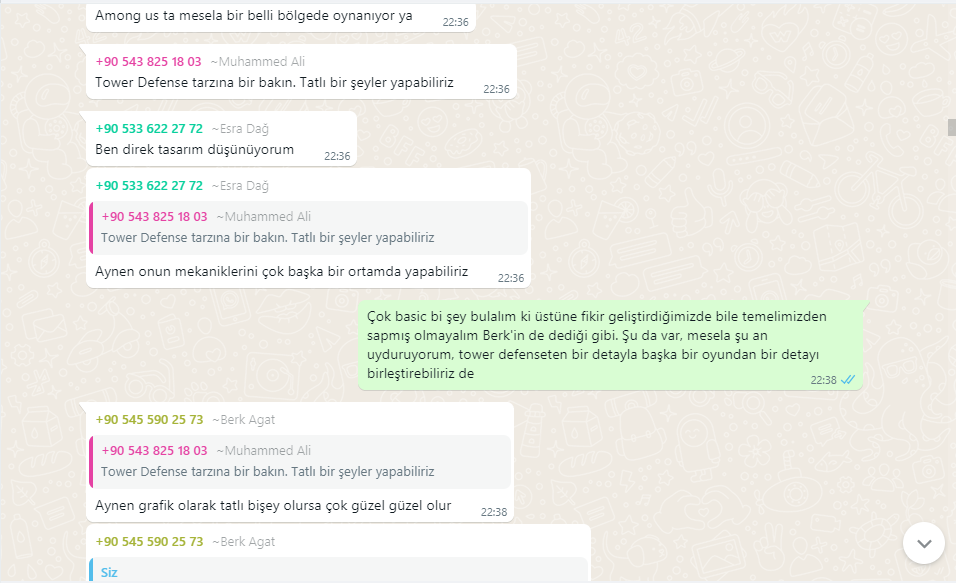 Among us ta mesela bir belli bölgede oynanıyor ya
22:36
+90 543 825 18 03 ~Muhammed Ali
Tower Defense tarzına bir bakın. Tatlı bir şeyler yapabiliriz
22:36
+90 533 622 27 72 ~Esra Dağ
Ben direk tasarım düşünüyorum
22:36
+90 533 622 27 72 ~Esra Dağ
+90 543 825 18 03 ~Muhammed Ali
Tower Defense tarzına bir bakın. Tatlı bir şeyler yapabiliriz
Aynen onun mekaniklerini çok başka bir ortamda yapabiliriz
22:36
Çok basic bi şey bulalım ki üstüne fikir geliştirdiğimizde bile temelimizden
sapmış olmayalım Berk'in de dediği gibi. Şu da var, mesela şu an
uyduruyorum, tower defenseten bir detayla başka bir oyundan bir detayı
birleştirebiliriz de
22:38
+90 545 590 25 73 ~Berk Agat
+90 543 825 18 03 ~Muhammed Ali
Tower Defense tarzına bir bakın. Tatlı bir şeyler yapabiliriz
Aynen grafik olarak tatlı bişey olursa çok güzel güzel olur
22:38
+90 545 590 25 73 ~Berk Agat
Siz